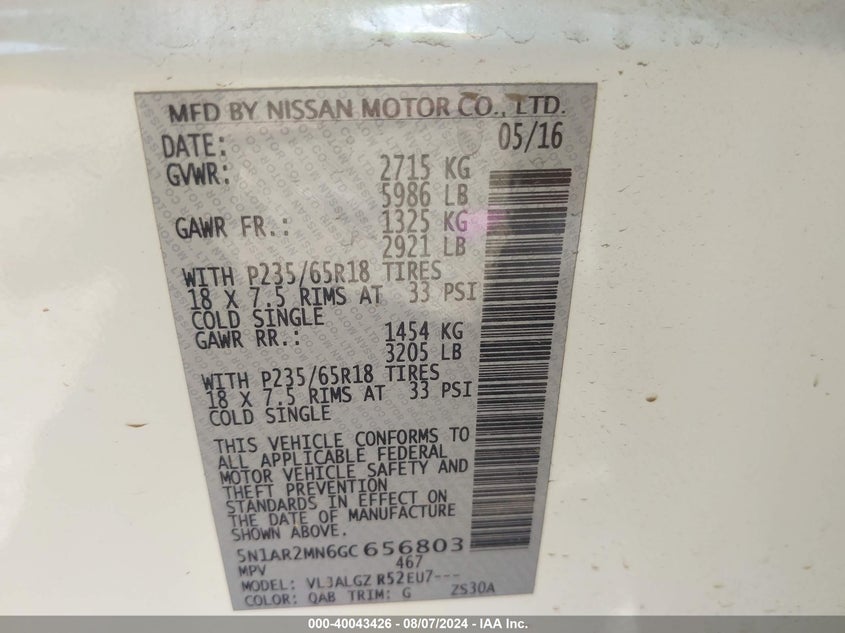 MFD BY NISSAN MOTOR CO., LTD.
DATE: 05/16
GVWR: 2715 KG
5986 LB
GAWR FR.: 1325 KG
2921 LB
WITH P235/65R18 TIRES
18 X 7.5 RIMS AT 33 PSI
COLD SINGLE
GAWR RR.: 1454 KG
3205 LB
WITH P235/65R18 TIRES
18 X 7.5 RIMS AT 33 PSI
COLD SINGLE
THIS VEHICLE CONFORMS TO
ALL APPLICABLE FEDERAL
MOTOR VEHICLE SAFETY AND
THEFT PREVENTION
STANDARDS IN EFFECT ON
THE DATE OF MANUFACTURE
SHOWN ABOVE.
5N1AR2MN6GC656803
MPV 467
MODEL: VL3ALGZ R52EU7---
COLOR: QAB TRIM: G ZS30A
000-40043426 - 08/07/2024 - IAA Inc.